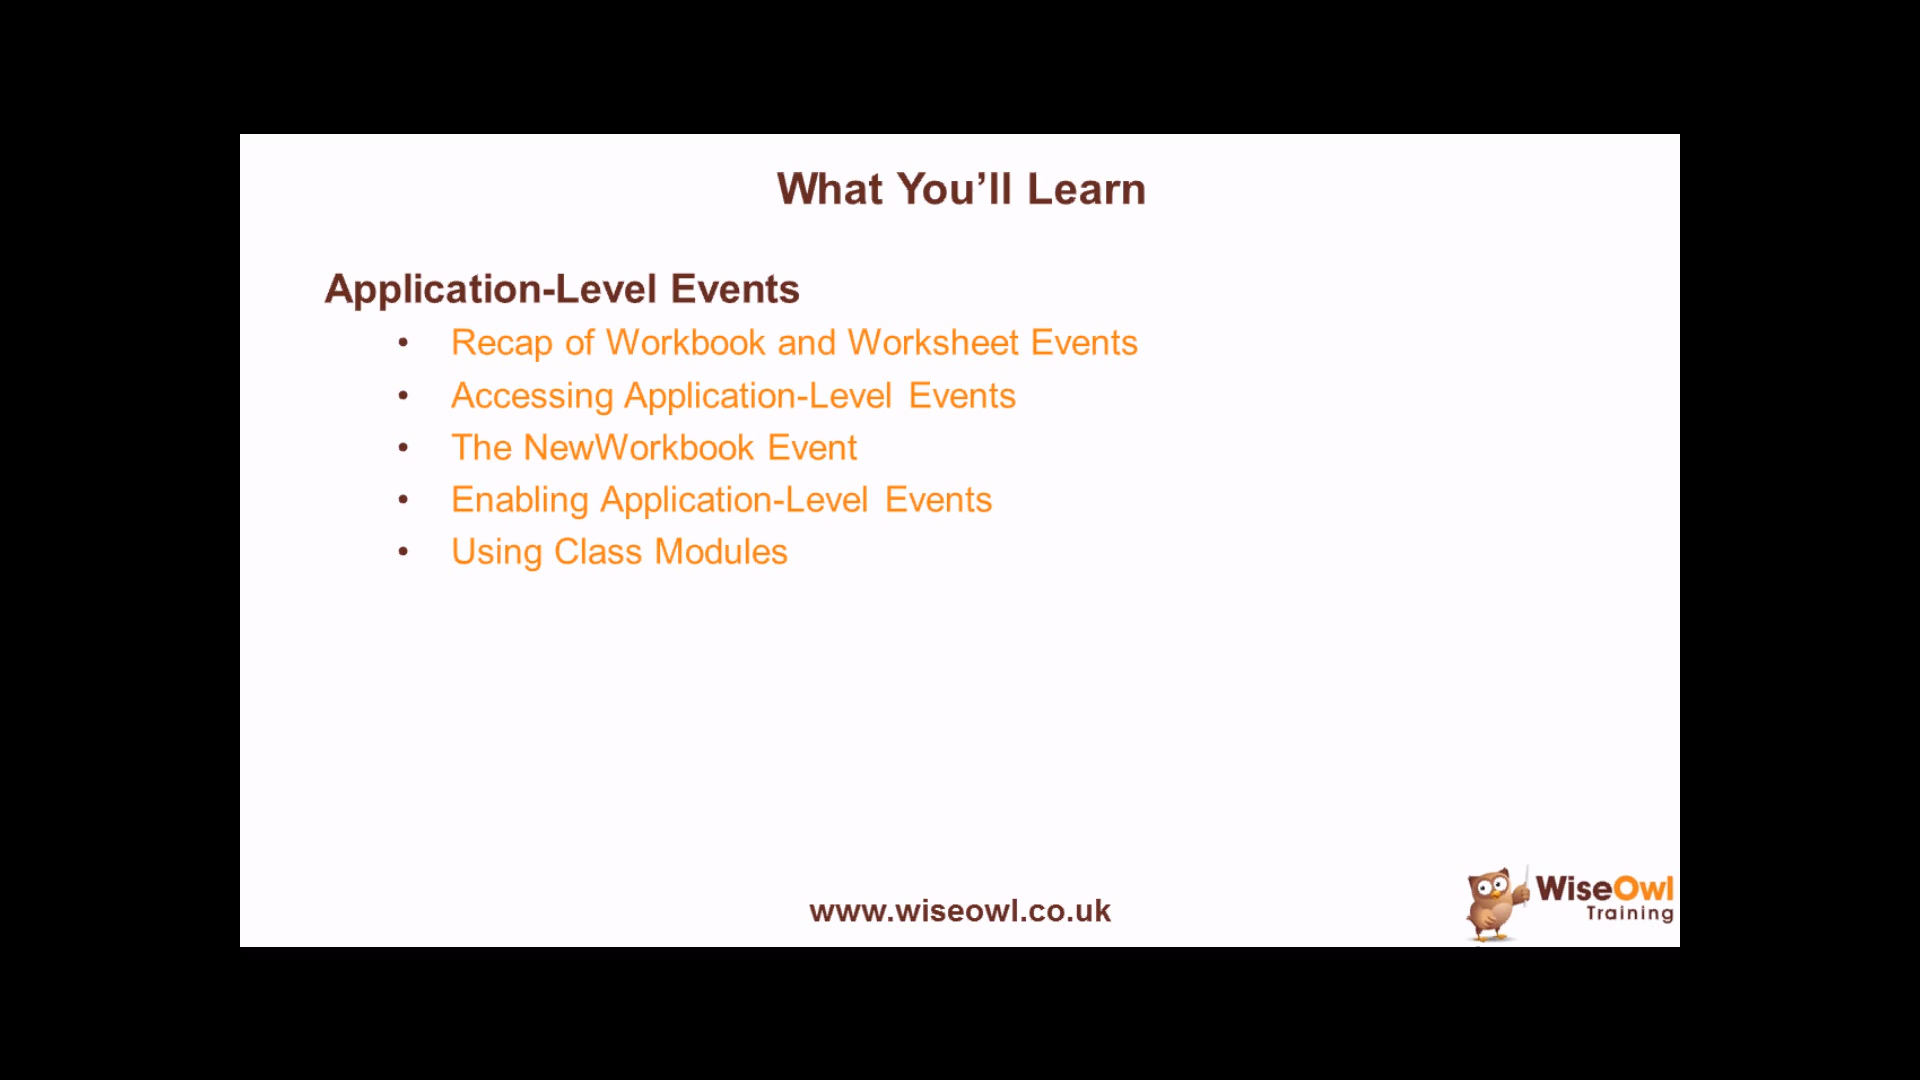 What You’ll Learn
Application-Level Events
• Recap of Workbook and Worksheet Events
• Accessing Application-Level Events
• The NewWorkbook Event
• Enabling Application-Level Events
• Using Class Modules
www.wiseowl.co.uk
WiseOwl
Training